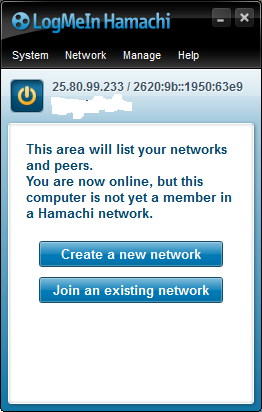 LogMeIn Hamachi
System Network Manage Help
25.80.99.233 / 2620:9b::1950:63e9
This area will list your networks
and peers.
You are now online, but this
computer is not yet a member in
a Hamachi network.
Create a new network
Join an existing network